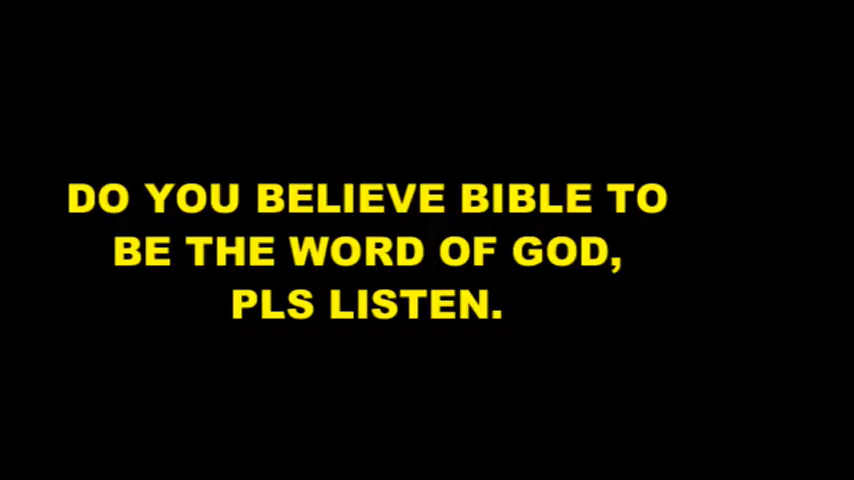 DO YOU BELIEVE BIBLE TO
BE THE WORD OF GOD,
PLS LISTEN.